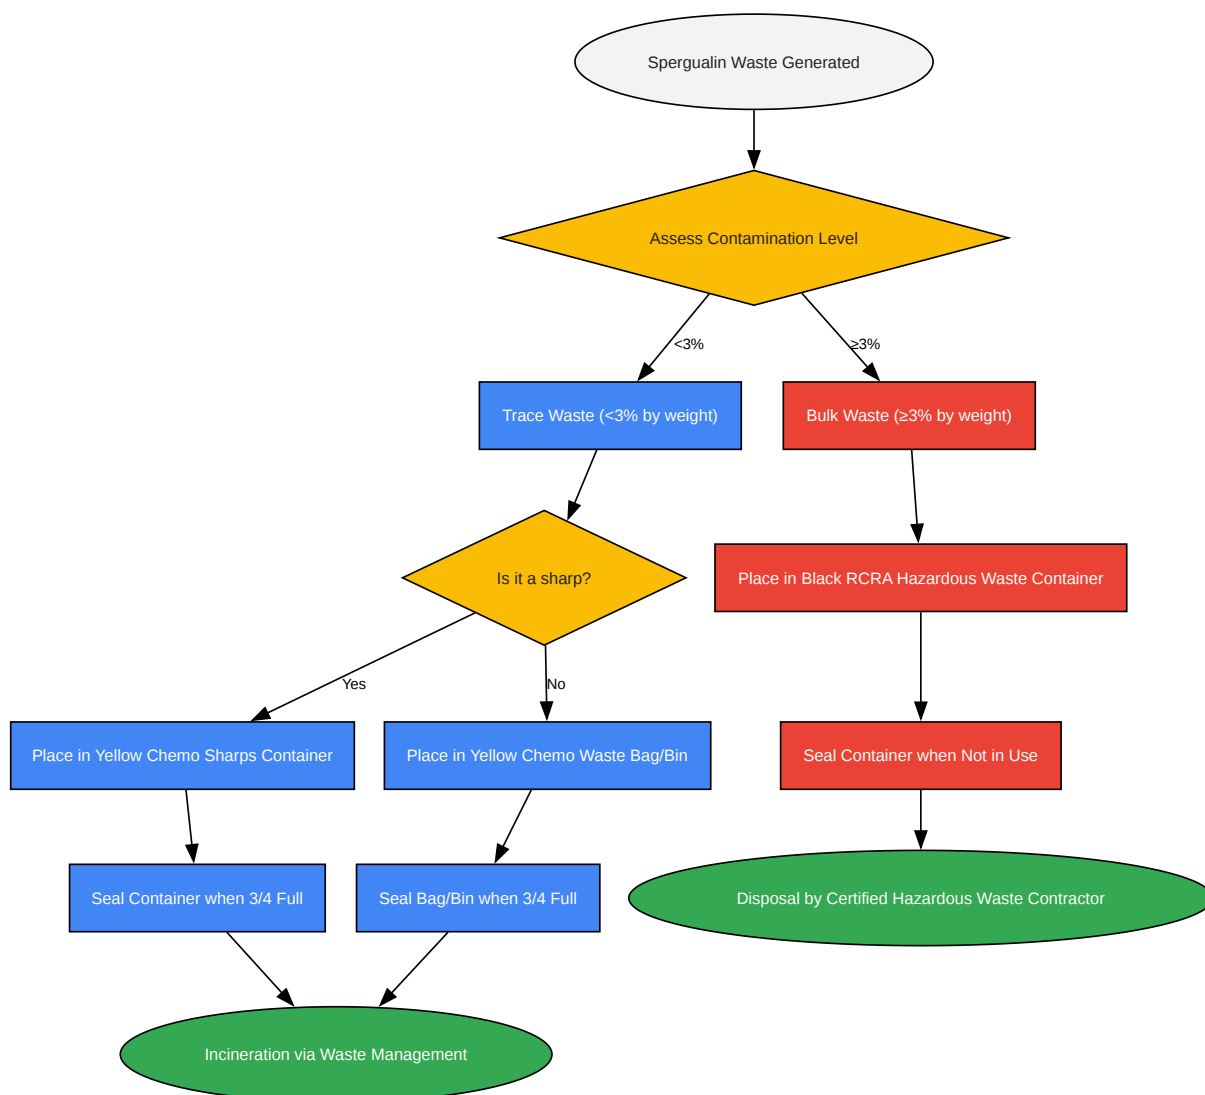 Spergualin Waste Generated
Assess Contamination Level
<3%
≥3%
Trace Waste (<3% by weight)
Bulk Waste (≥3% by weight)
Is it a sharp?
Place in Black RCRA Hazardous Waste Container
Yes
No
Place in Yellow Chemo Sharps Container
Place in Yellow Chemo Waste Bag/Bin
Seal Container when Not in Use
Seal Container when 3/4 Full
Seal Bag/Bin when 3/4 Full
Disposal by Certified Hazardous Waste Contractor
Incineration via Waste Management